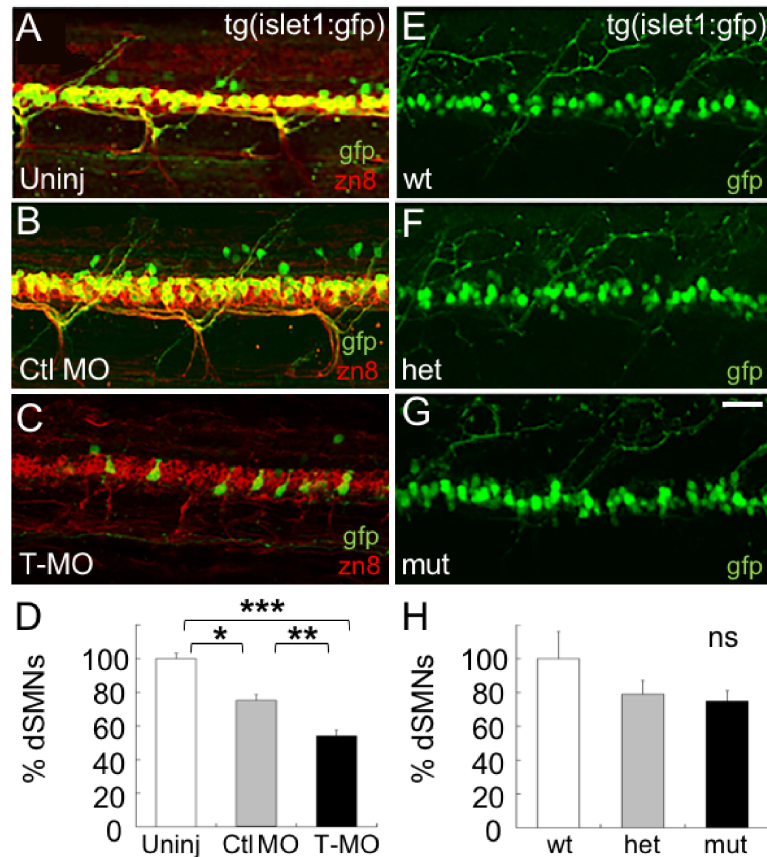 A
tg(islet1:gfp)
gfp
Uninj
zn8
B
gfp
Ctl MO
zn8
C
gfp
T-MO
zn8
D
***
*
**
% dSMNs
100
80
60
40
20
0
Uninj
Ctl MO
T-MO
E
tg(islet1:gfp)
wt
gfp
F
het
gfp
G
mut
gfp
H
ns
% dSMNs
100
80
60
40
20
0
wt
het
mut